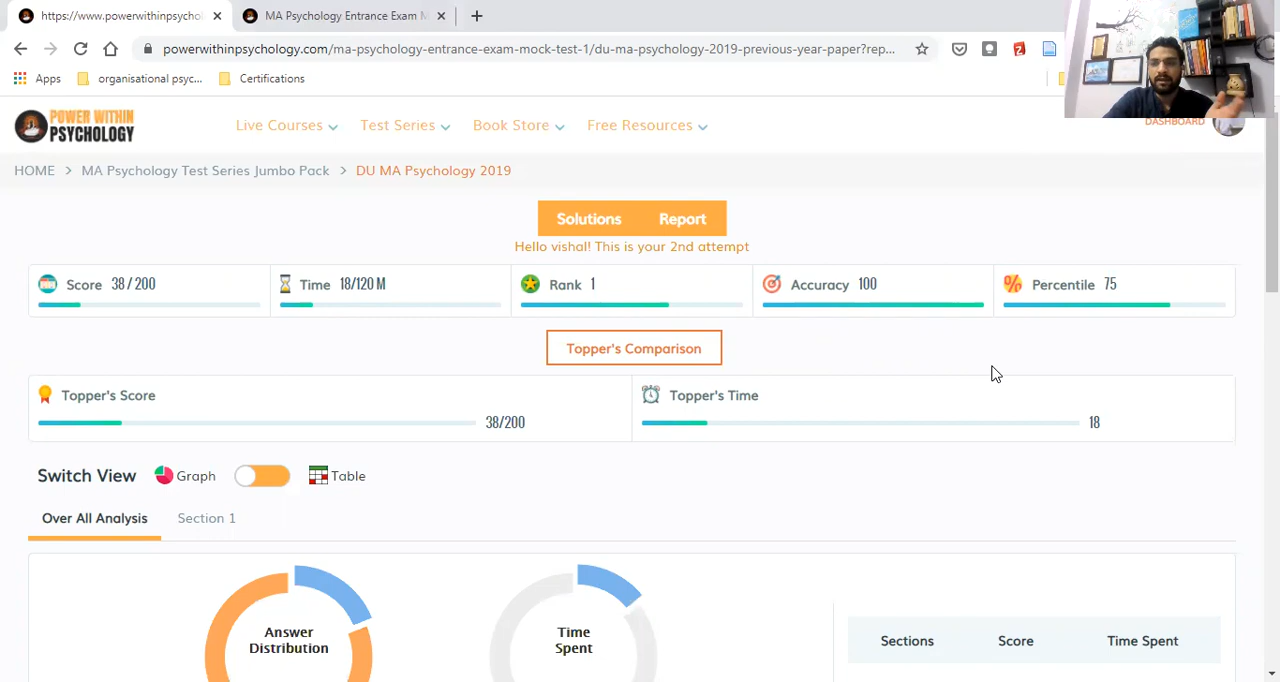 https://www.powerwithinpsychol
MA Psychology Entrance Exam M
powerwithinpsychology.com/ma-psychology-entrance-exam-mock-test-1/du-ma-psychology-2019-previous-year-paper?rep...
Apps
organisational psyc...
Certifications
POWER WITHIN
PSYCHOLOGY
Live Courses
Test Series
Book Store
Free Resources
DASHBOARD
HOME > MA Psychology Test Series Jumbo Pack > DU MA Psychology 2019
Solutions Report
Hello vishal! This is your 2nd attempt
Score 38 / 200
Time 18/120 M
Rank 1
Accuracy 100
Percentile 75
Topper's Comparison
Topper's Score
38/200
Topper's Time
18
Switch View Graph Table
Over All Analysis Section 1
Answer
Distribution
Time
Spent
Sections Score Time Spent